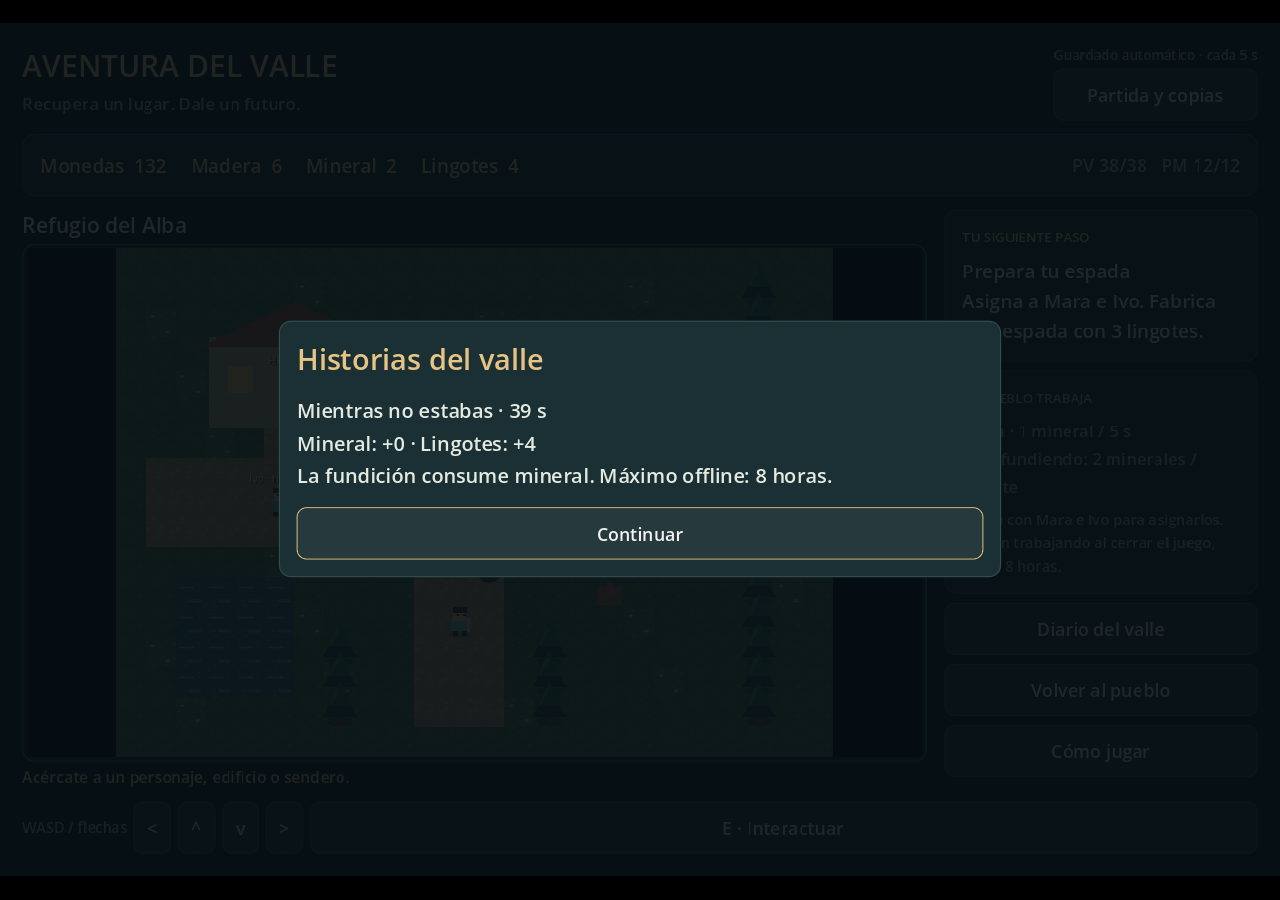 AVENTURA DEL VALLE
Recupera un lugar. Dale un futuro.
Guardado automático · cada 5 s
Partida y copias
Monedas 132 Madera 6 Mineral 2 Lingotes 4
PV 38/38 PM 12/12
Refugio del Alba
TU SIGUIENTE PASO
Prepara tu espada
Asigna a Mara e Ivo. Fabrica
espada con 3 lingotes.
Historias del valle
Mientras no estabas · 39 s
Mineral: +0 · Lingotes: +4
La fundición consume mineral. Máximo offline: 8 horas.
Continuar
TRABAJA
· 1 mineral / 5 s
fundiendo: 2 minerales /
con Mara e Ivo para asignarlos.
trabajando al cerrar el juego,
8 horas.
Diario del valle
Volver al pueblo
Cómo jugar
Acércate a un personaje, edificio o sendero.
WASD / flechas < ^ v > E · Interactuar